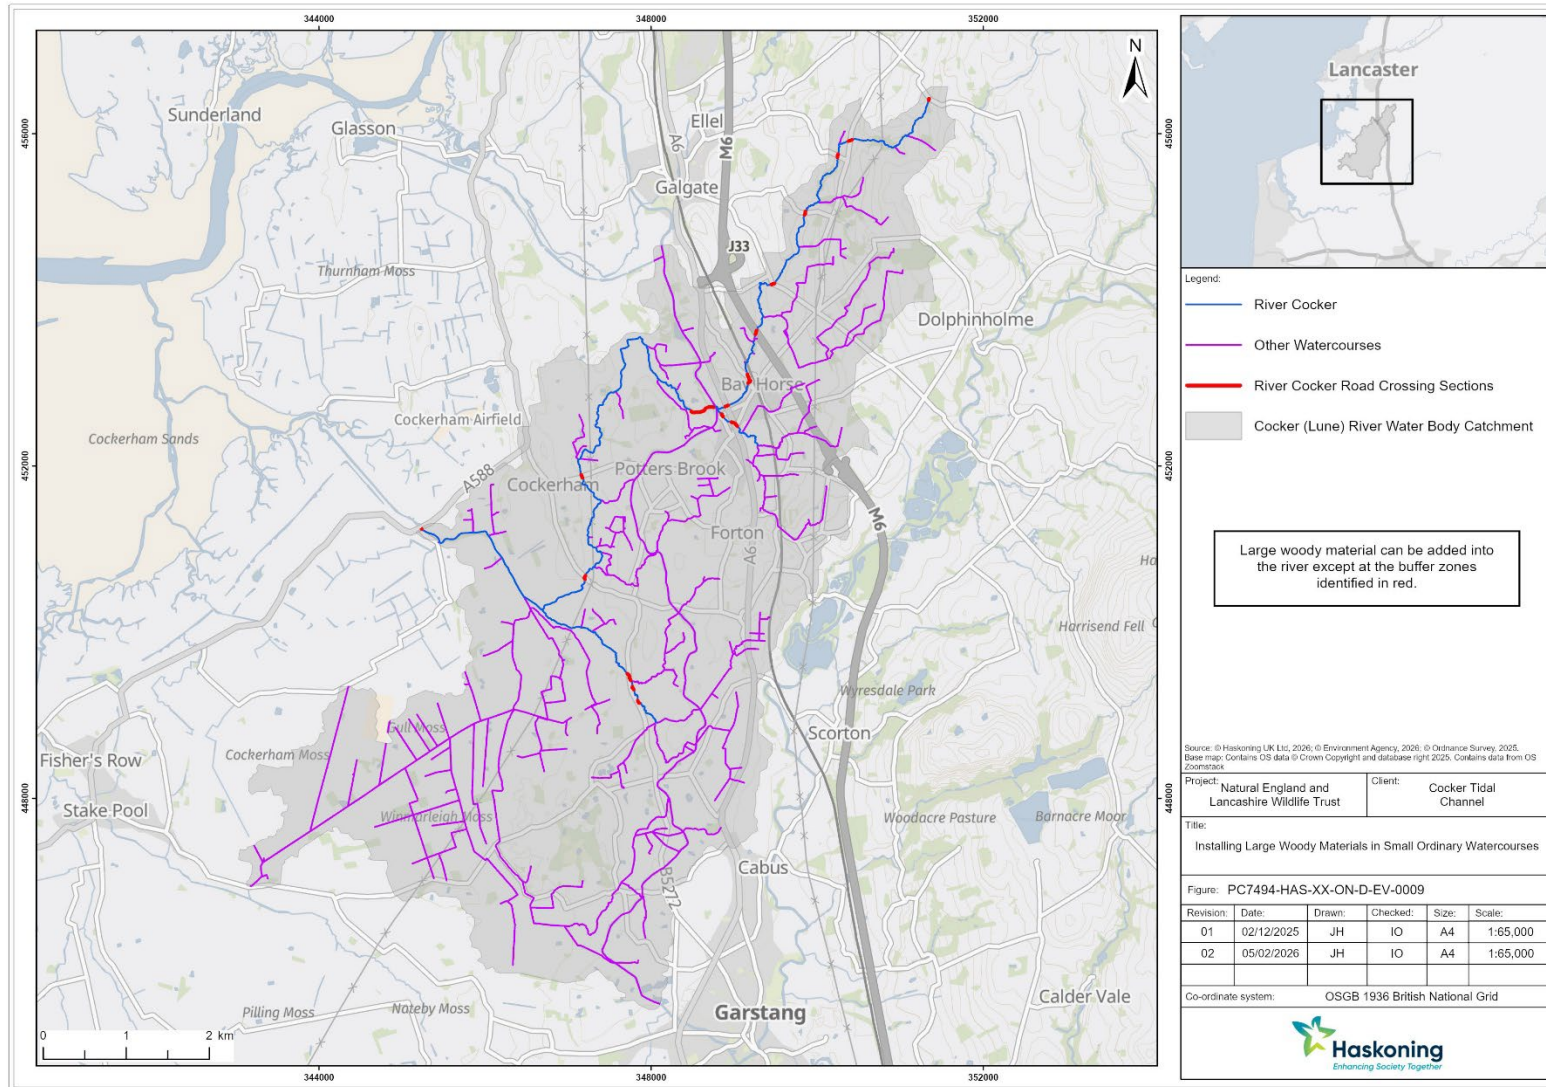 344000
348000
352000
456000
452000
448000
456000
452000
448000
344000
348000
352000
N
Sunderland
Glasson
Ellel
A6
M6
Galgate
J33
Thurnham Moss
Dolphinholme
Bay Horse
Cockerham Airfield
Cockerham Sands
A588
Cockerham
Potters Brook
Forton
A6
M6
Harrisend Fell
Wyresdale Park
Gull Moss
Cockerham Moss
Scorton
Fisher's Row
Stake Pool
Winmarleigh Moss
Woodacre Pasture
Barnacre Moor
Cabus
B5272
Calder Vale
Pilling Moss
Nateby Moss
Garstang
0 1 2 km
Lancaster
Legend:
River Cocker
Other Watercourses
River Cocker Road Crossing Sections
Cocker (Lune) River Water Body Catchment
Large woody material can be added into
the river except at the buffer zones
identified in red.
Source: © Haskoning UK Ltd, 2026; © Environment Agency, 2026; © Ordnance Survey, 2025.
Base map: Contains OS data © Crown Copyright and database right 2025. Contains data from OS
Zoomstack
Project: Natural England and
Lancashire Wildlife Trust
Client: Cocker Tidal
Channel
Title:
Installing Large Woody Materials in Small Ordinary Watercourses
Figure: PC7494-HAS-XX-ON-D-EV-0009
Revision: Date: Drawn: Checked: Size: Scale:
01 02/12/2025 JH IO A4 1:65,000
02 05/02/2026 JH IO A4 1:65,000
Co-ordinate system: OSGB 1936 British National Grid
Haskoning
Enhancing Society Together